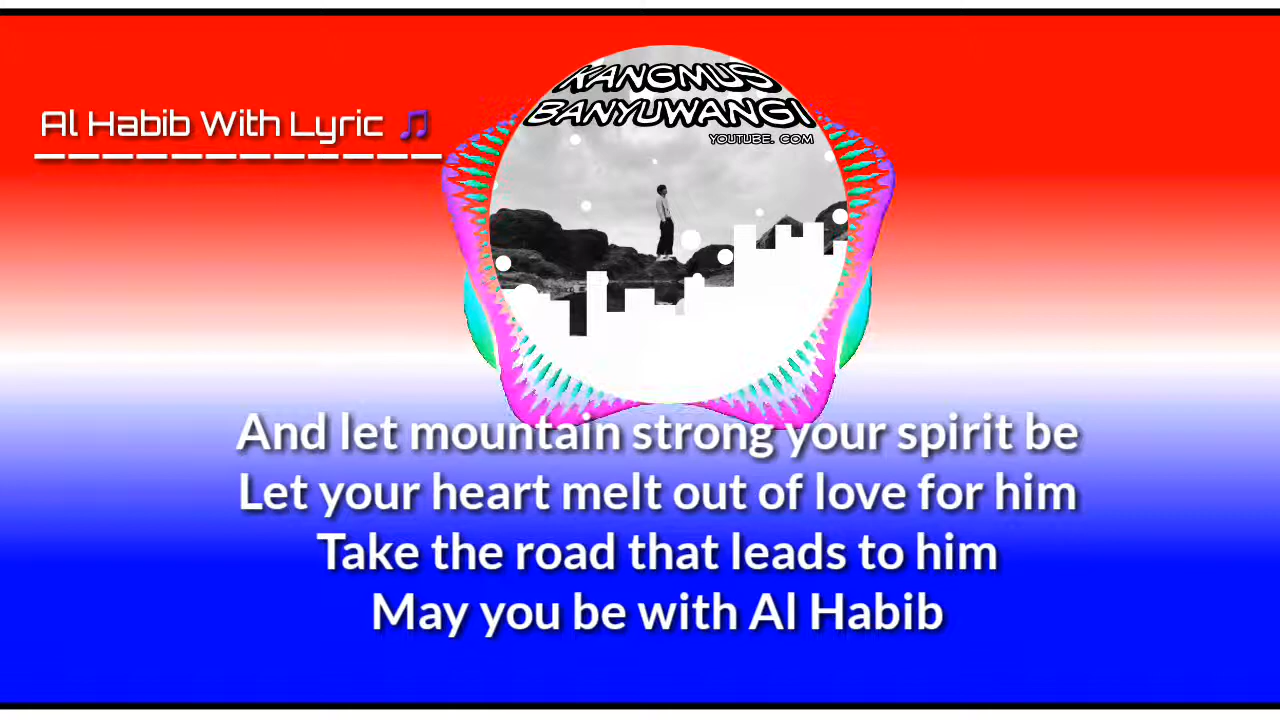 KANGMUS
BANYUWANGI
YOUTUBE. COM
Al Habib With Lyric 🎵
And let mountain strong your spirit be
Let your heart melt out of love for him
Take the road that leads to him
May you be with Al Habib